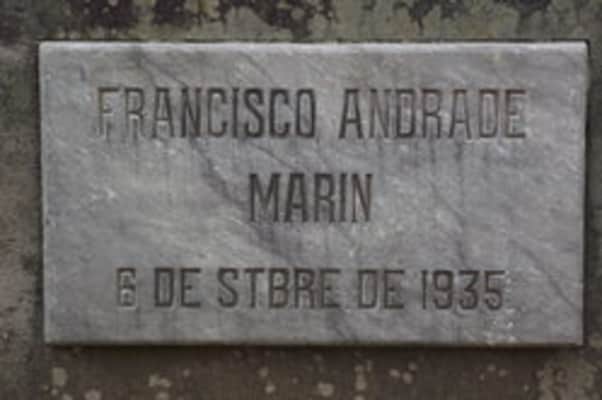 FRANCISCO ANDRADE
MARIN
6 DE STBRE DE 1935